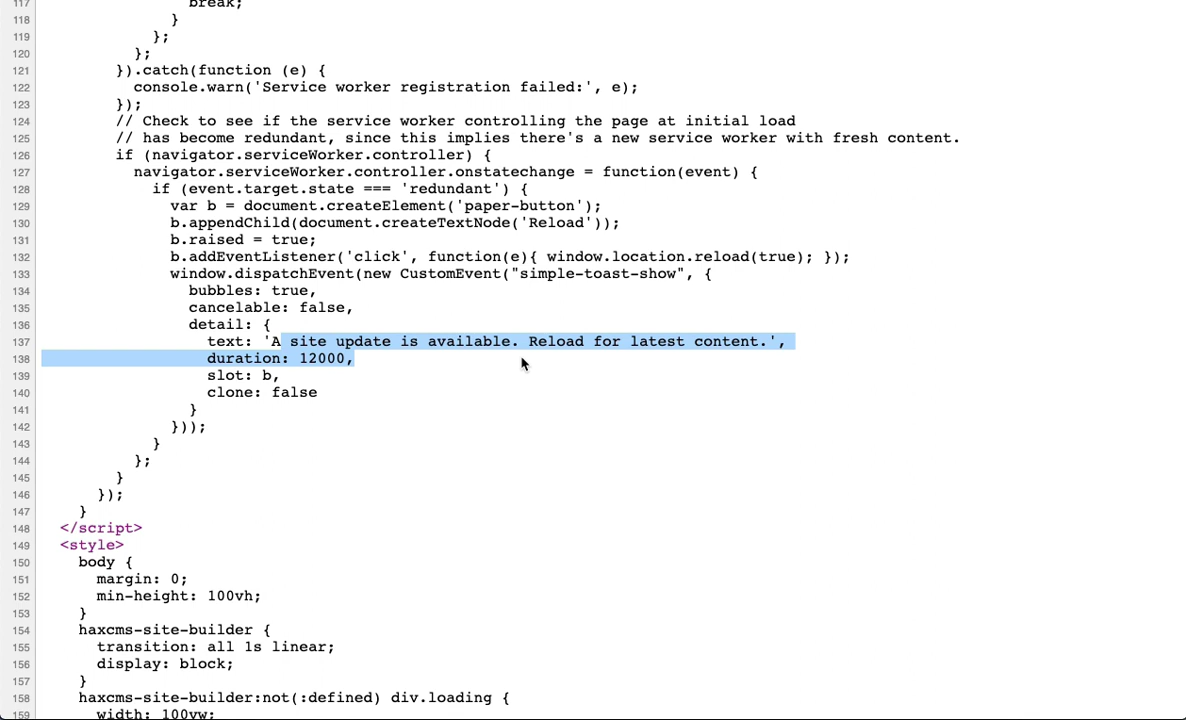 117 break;
118 }
119 };
120 };
121 }).catch(function (e) {
122 console.warn('Service worker registration failed:', e);
123 });
124 // Check to see if the service worker controlling the page at initial load
125 // has become redundant, since this implies there's a new service worker with fresh content.
126 if (navigator.serviceWorker.controller) {
127 navigator.serviceWorker.controller.onstatechange = function(event) {
128 if (event.target.state === 'redundant') {
129 var b = document.createElement('paper-button');
130 b.appendChild(document.createTextNode('Reload'));
131 b.raised = true;
132 b.addEventListener('click', function(e){ window.location.reload(true); });
133 window.dispatchEvent(new CustomEvent("simple-toast-show", {
134 bubbles: true,
135 cancelable: false,
136 detail: {
137 text: 'A site update is available. Reload for latest content.',
138 duration: 12000,
139 slot: b,
140 clone: false
141 }
142 }));
143 }
144 };
145 }
146 });
147 }
148 </script>
149 <style>
150 body {
151 margin: 0;
152 min-height: 100vh;
153 }
154 haxcms-site-builder {
155 transition: all 1s linear;
156 display: block;
157 }
158 haxcms-site-builder:not(:defined) div.loading {
159 width: 100vw;